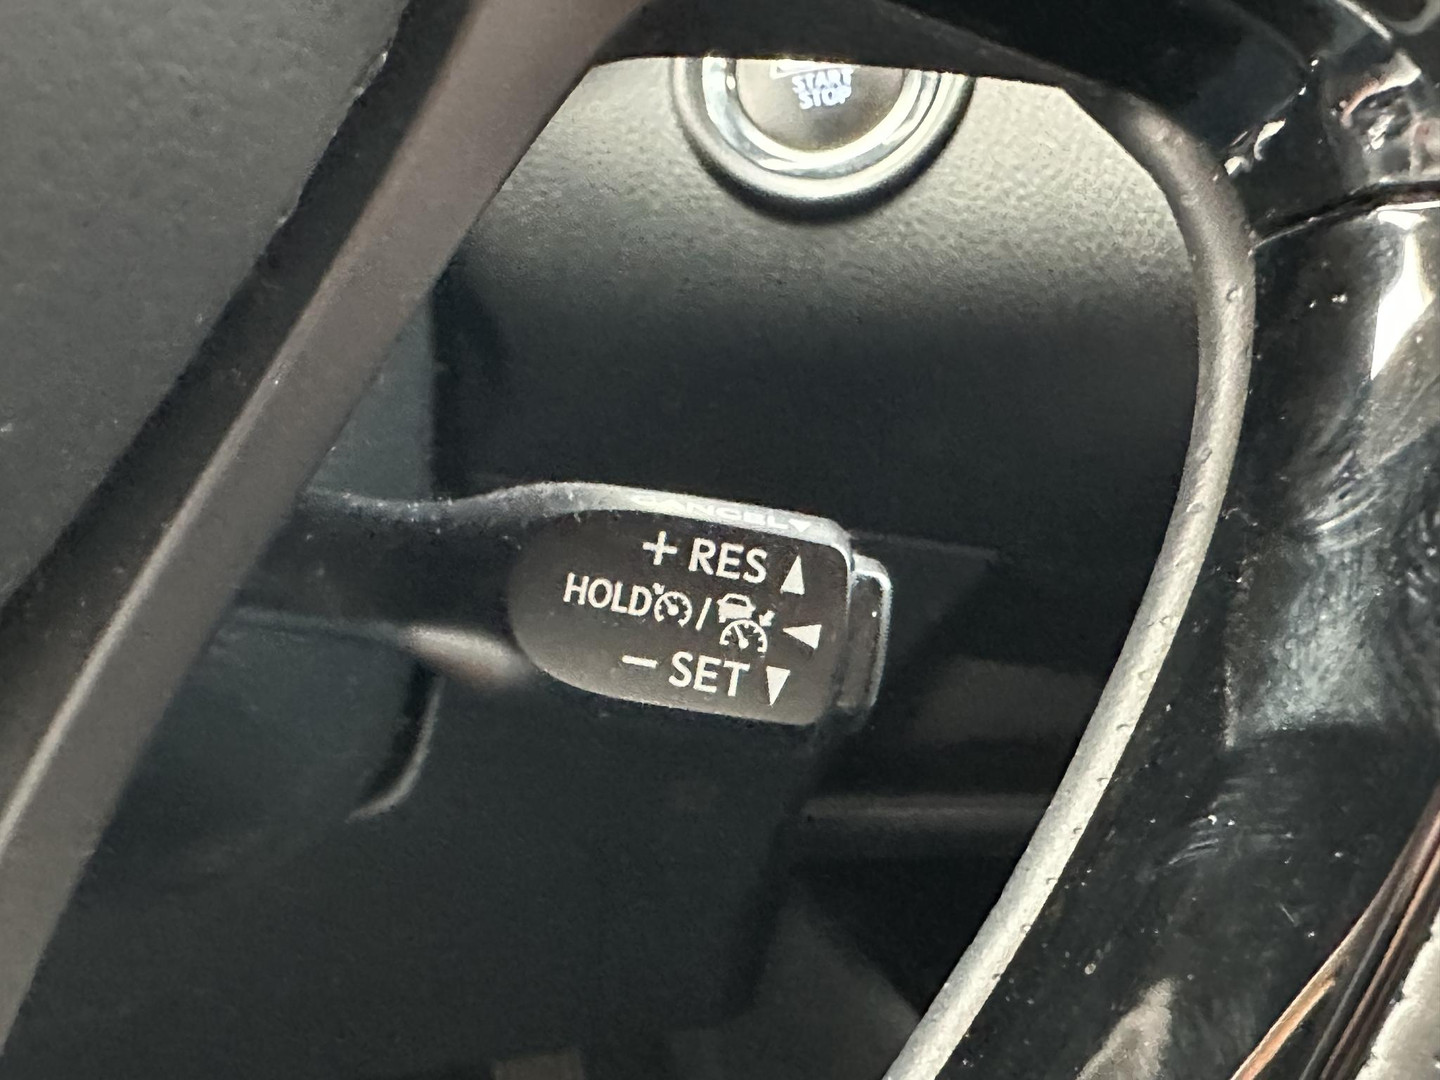 START
STOP
CANCEL▼
+ RES ▲
HOLD / ◀
− SET ▼